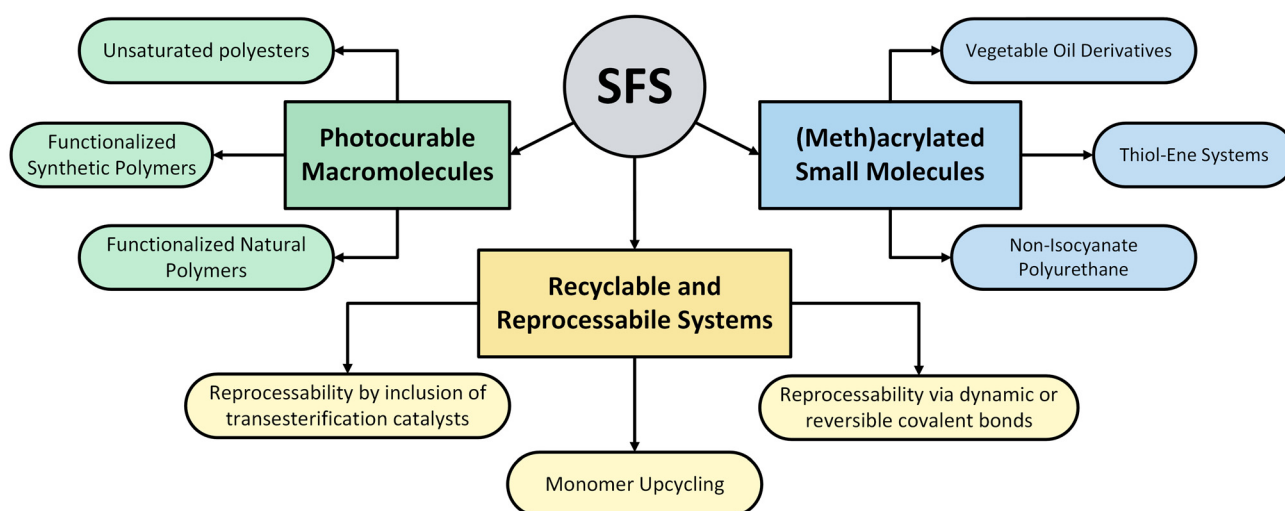 SFS
Photocurable
Macromolecules
Unsaturated polyesters
Functionalized
Synthetic Polymers
Functionalized Natural
Polymers
(Meth)acrylated
Small Molecules
Vegetable Oil Derivatives
Thiol-Ene Systems
Non-Isocyanate
Polyurethane
Recyclable and
Reprocessabile Systems
Reprocessability by inclusion of
transesterification catalysts
Monomer Upcycling
Reprocessability via dynamic or
reversible covalent bonds